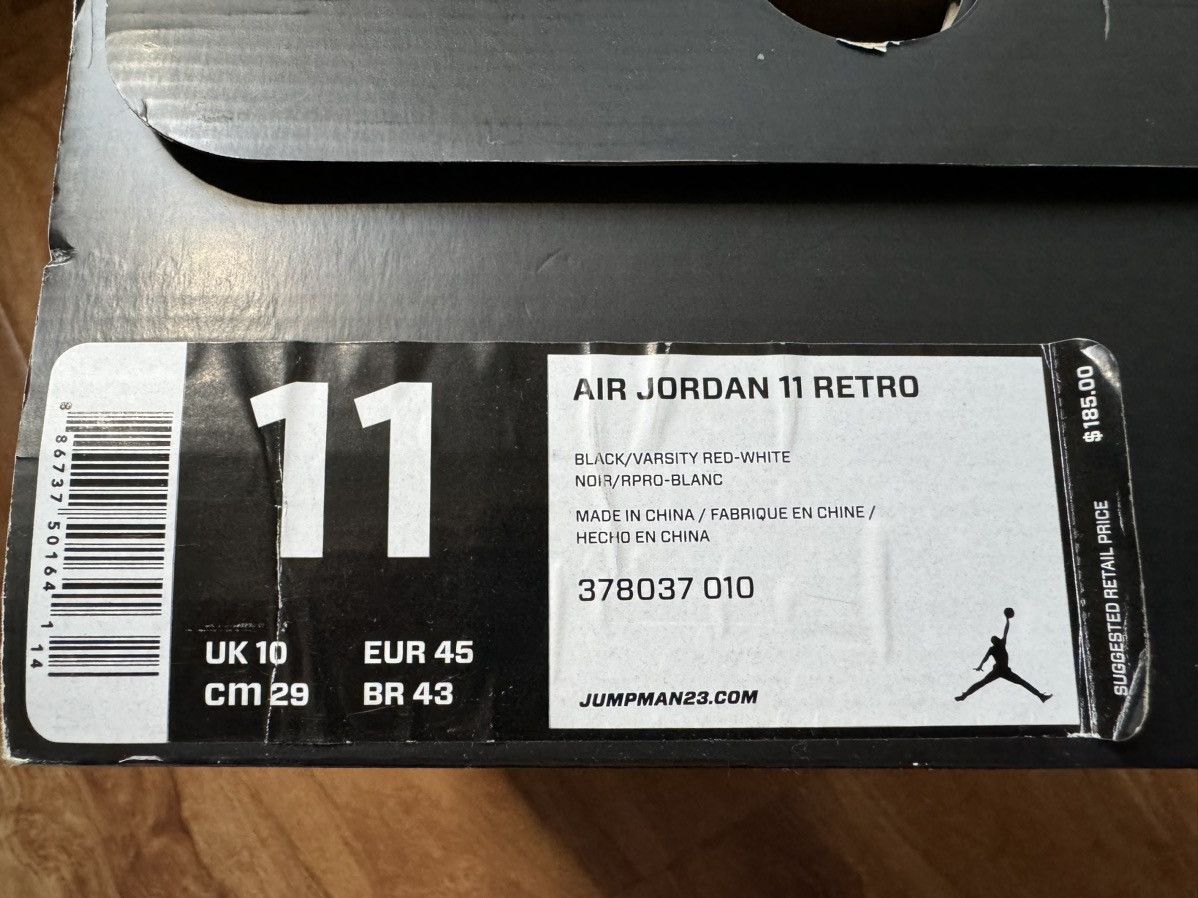 11
UK 10 EUR 45
cm 29 BR 43
AIR JORDAN 11 RETRO
BLACK/VARSITY RED-WHITE
NOIR/RPRO-BLANC
MADE IN CHINA / FABRIQUE EN CHINE /
HECHO EN CHINA
378037 010
JUMPMAN23.COM
SUGGESTED RETAIL PRICE $185.00
8 86737 50164 1 14